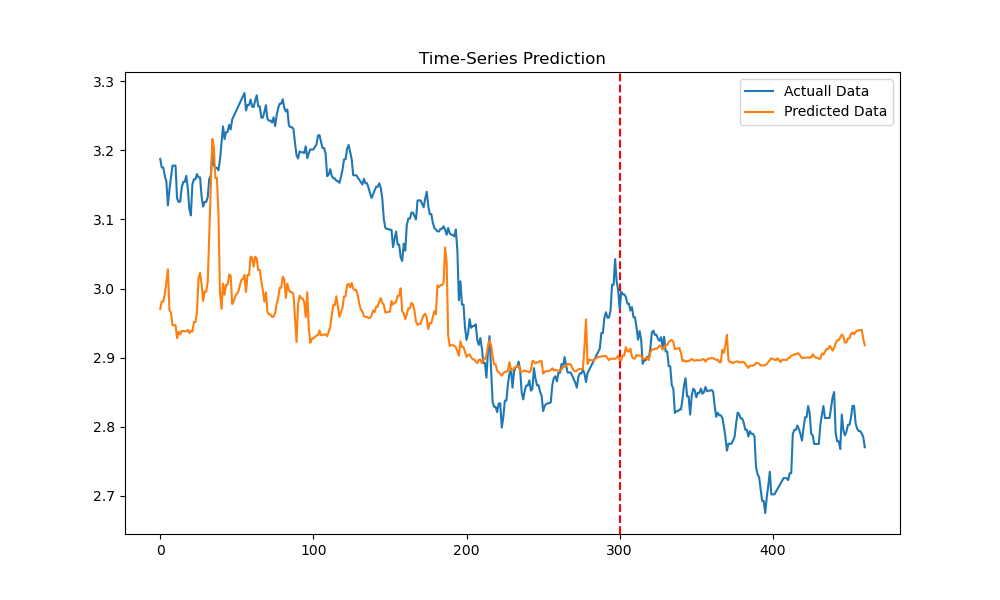 Time-Series Prediction
Actuall Data
Predicted Data
3.3
3.2
3.1
3.0
2.9
2.8
2.7
0 100 200 300 400